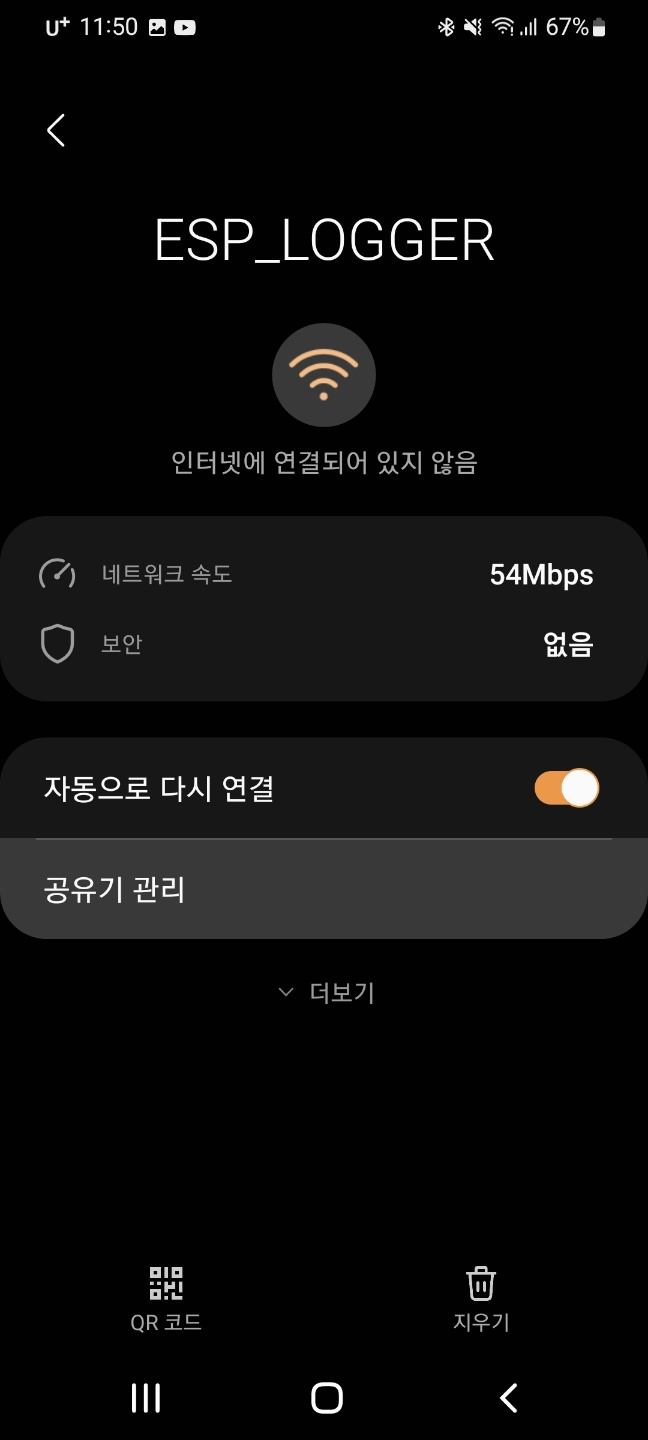 U+ 11:50 67%
ESP_LOGGER
인터넷에 연결되어 있지 않음
네트워크 속도 54Mbps
보안 없음
자동으로 다시 연결
공유기 관리
더보기
QR 코드 지우기